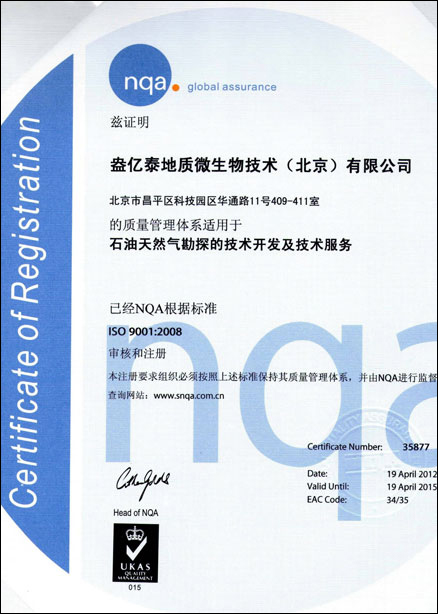 nqa.
global assurance
Certificate of Registration
兹证明
盎亿泰地质微生物技术（北京）有限公司
北京市昌平区科技园区华通路11号409-411室
的质量管理体系适用于
石油天然气勘探的技术开发及技术服务
已经NQA根据标准
ISO 9001:2008
审核和注册
本注册要求组织必须按照上述标准保持其质量管理体系，并由NQA进行监督
查询网站：www.snqa.com.cn
nqa
Certificate Number: 35877
Date: 19 April 2012
Valid Until: 19 April 2015
EAC Code: 34/35
Head of NQA
UKAS
QUALITY
MANAGEMENT
015